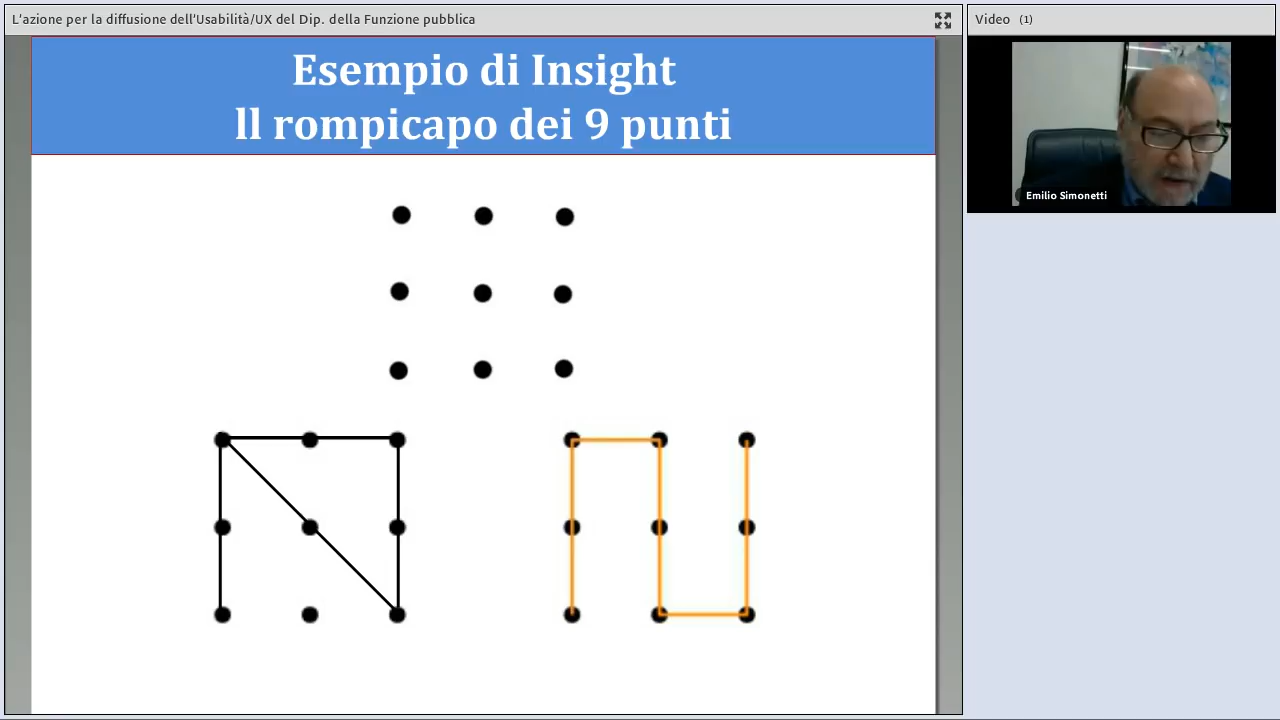 L'azione per la diffusione dell'Usabilità/UX del Dip. della Funzione pubblica
Video (1)
Esempio di Insight
ll rompicapo dei 9 punti
Emilio Simonetti